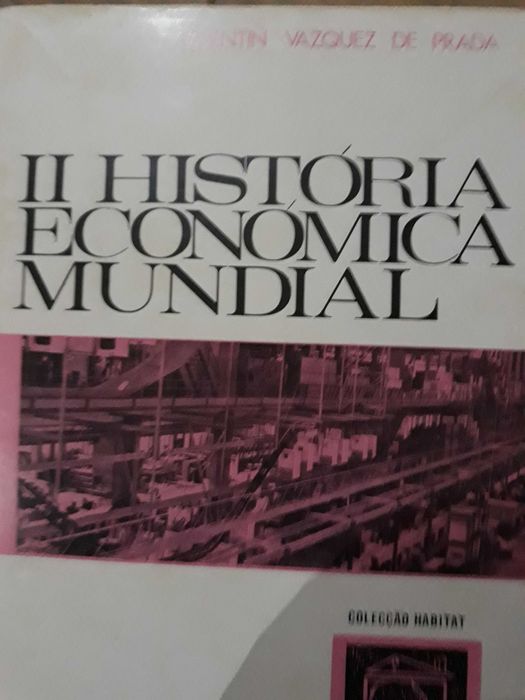 VAZQUEZ DE PRADA
II HISTÓRIA
ECONÓMICA
MUNDIAL
COLECÇÃO HABITAT